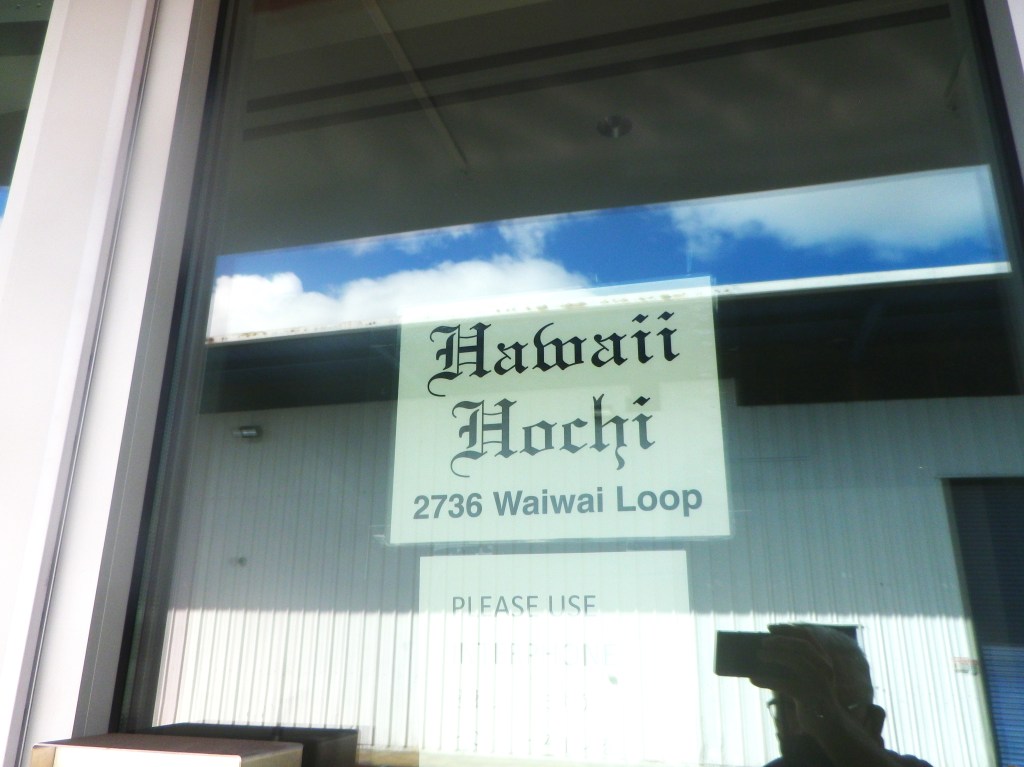 Hawaii
Hochi
2736 Waiwai Loop
PLEASE USE